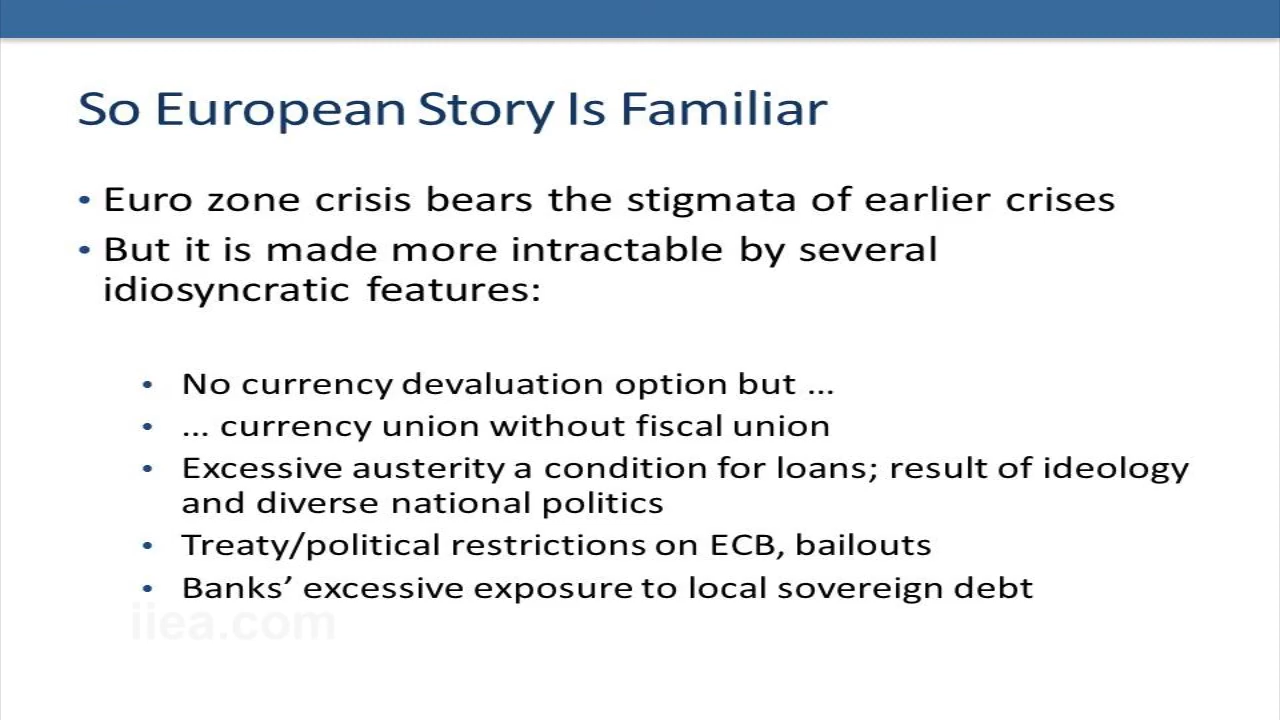 So European Story Is Familiar
• Euro zone crisis bears the stigmata of earlier crises
• But it is made more intractable by several
idiosyncratic features:
• No currency devaluation option but ...
• ... currency union without fiscal union
• Excessive austerity a condition for loans; result of ideology
and diverse national politics
• Treaty/political restrictions on ECB, bailouts
• Banks’ excessive exposure to local sovereign debt
iiea.com